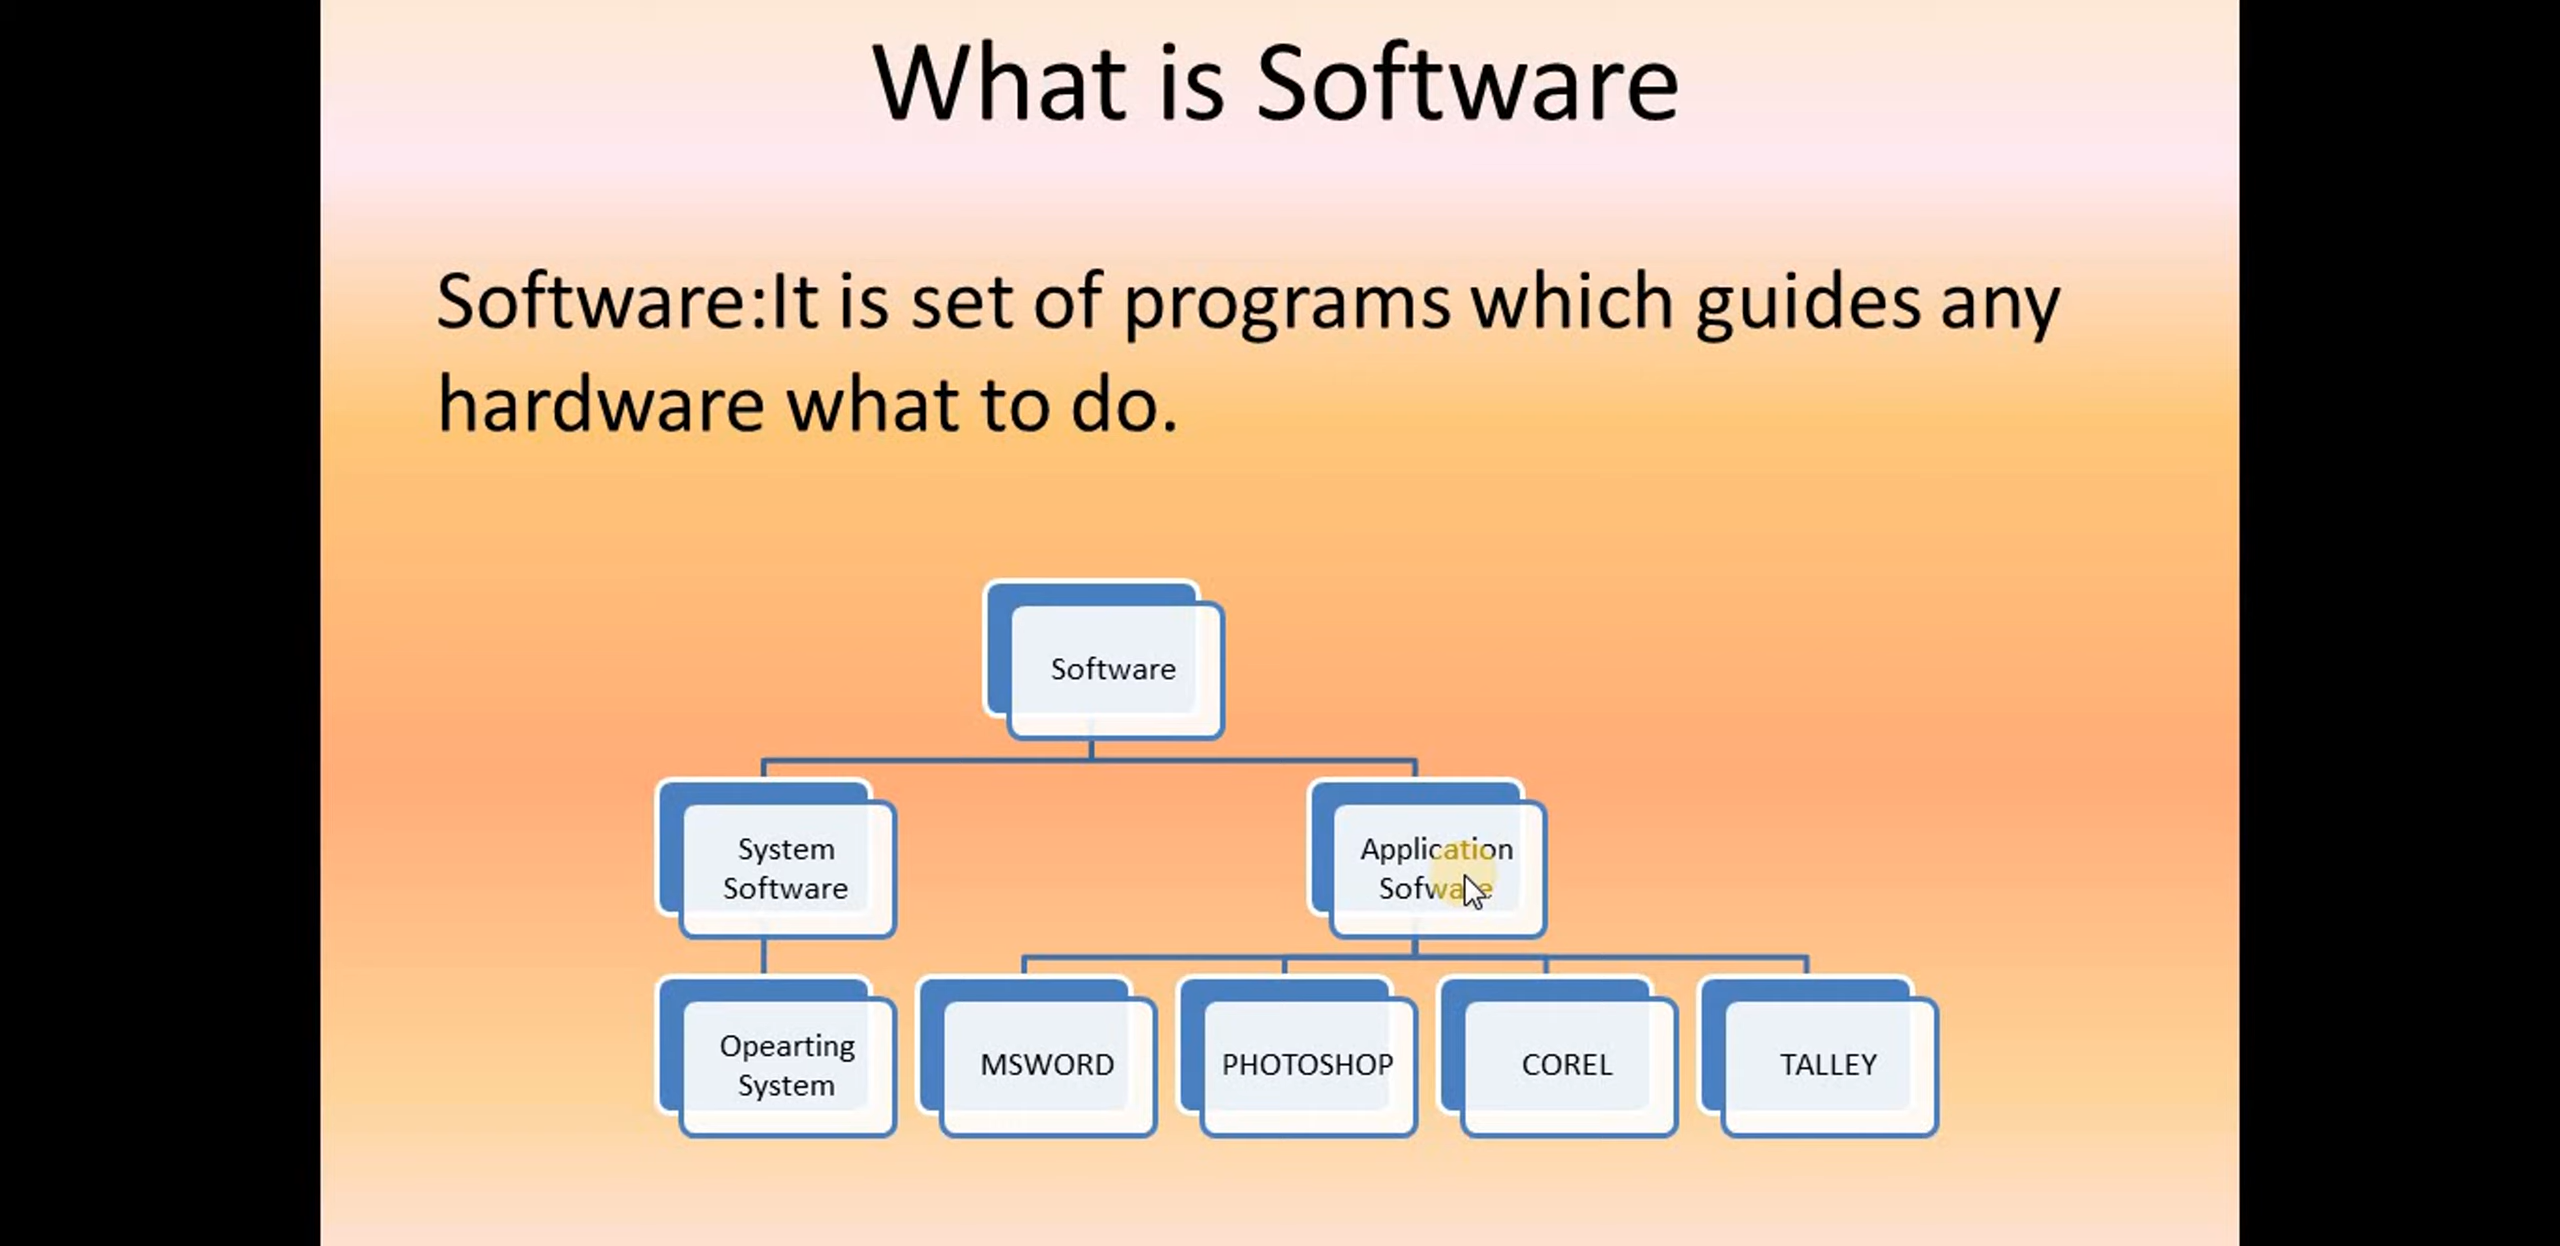 What is Software
Software:It is set of programs which guides any
hardware what to do.
Software
System
Software
Application
Sofware
Opearting
System
MSWORD
PHOTOSHOP
COREL
TALLEY